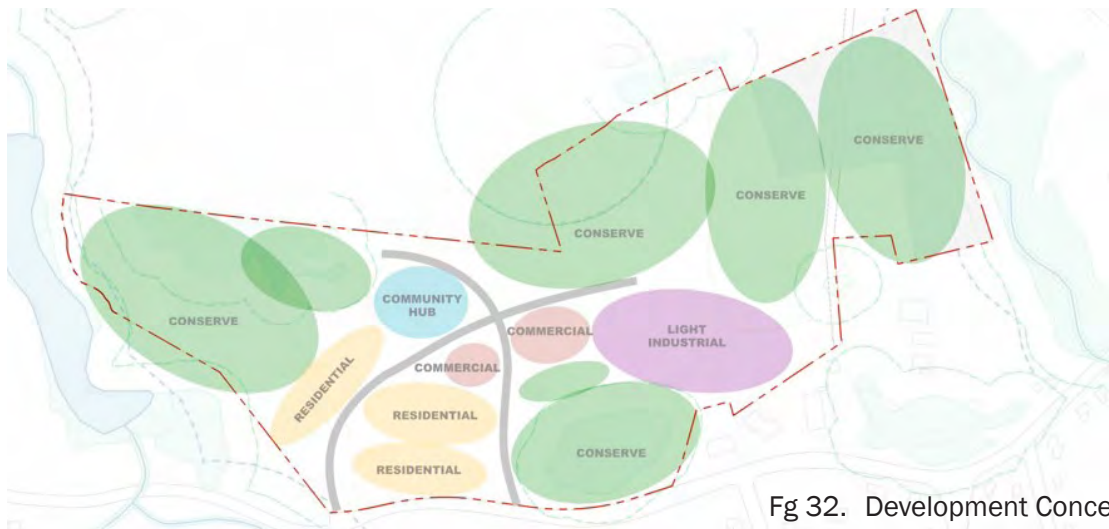 CONSERVE
CONSERVE
CONSERVE
COMMUNITY
HUB
CONSERVE
COMMERCIAL
LIGHT
INDUSTRIAL
COMMERCIAL
RESIDENTIAL
RESIDENTIAL
CONSERVE
RESIDENTIAL
Fg 32. Development Conce